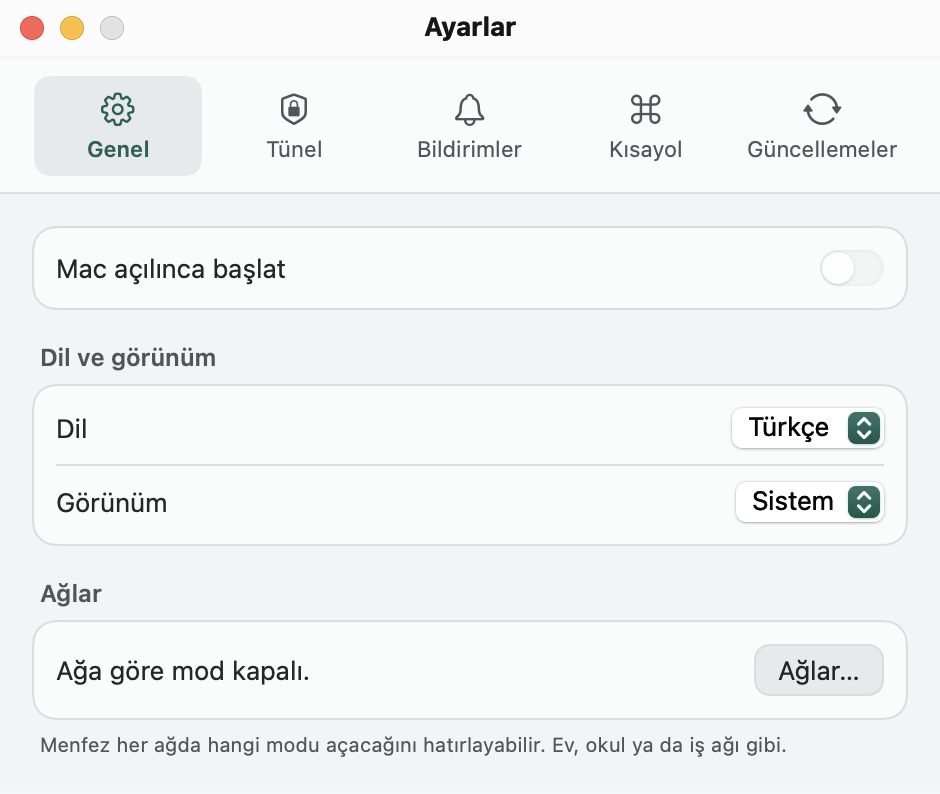 Ayarlar
Genel
Tünel
Bildirimler
Kısayol
Güncellemeler
Mac açılınca başlat
Dil ve görünüm
Dil
Türkçe
Görünüm
Sistem
Ağlar
Ağa göre mod kapalı.
Ağlar...
Menfez her ağda hangi modu açacağını hatırlayabilir. Ev, okul ya da iş ağı gibi.